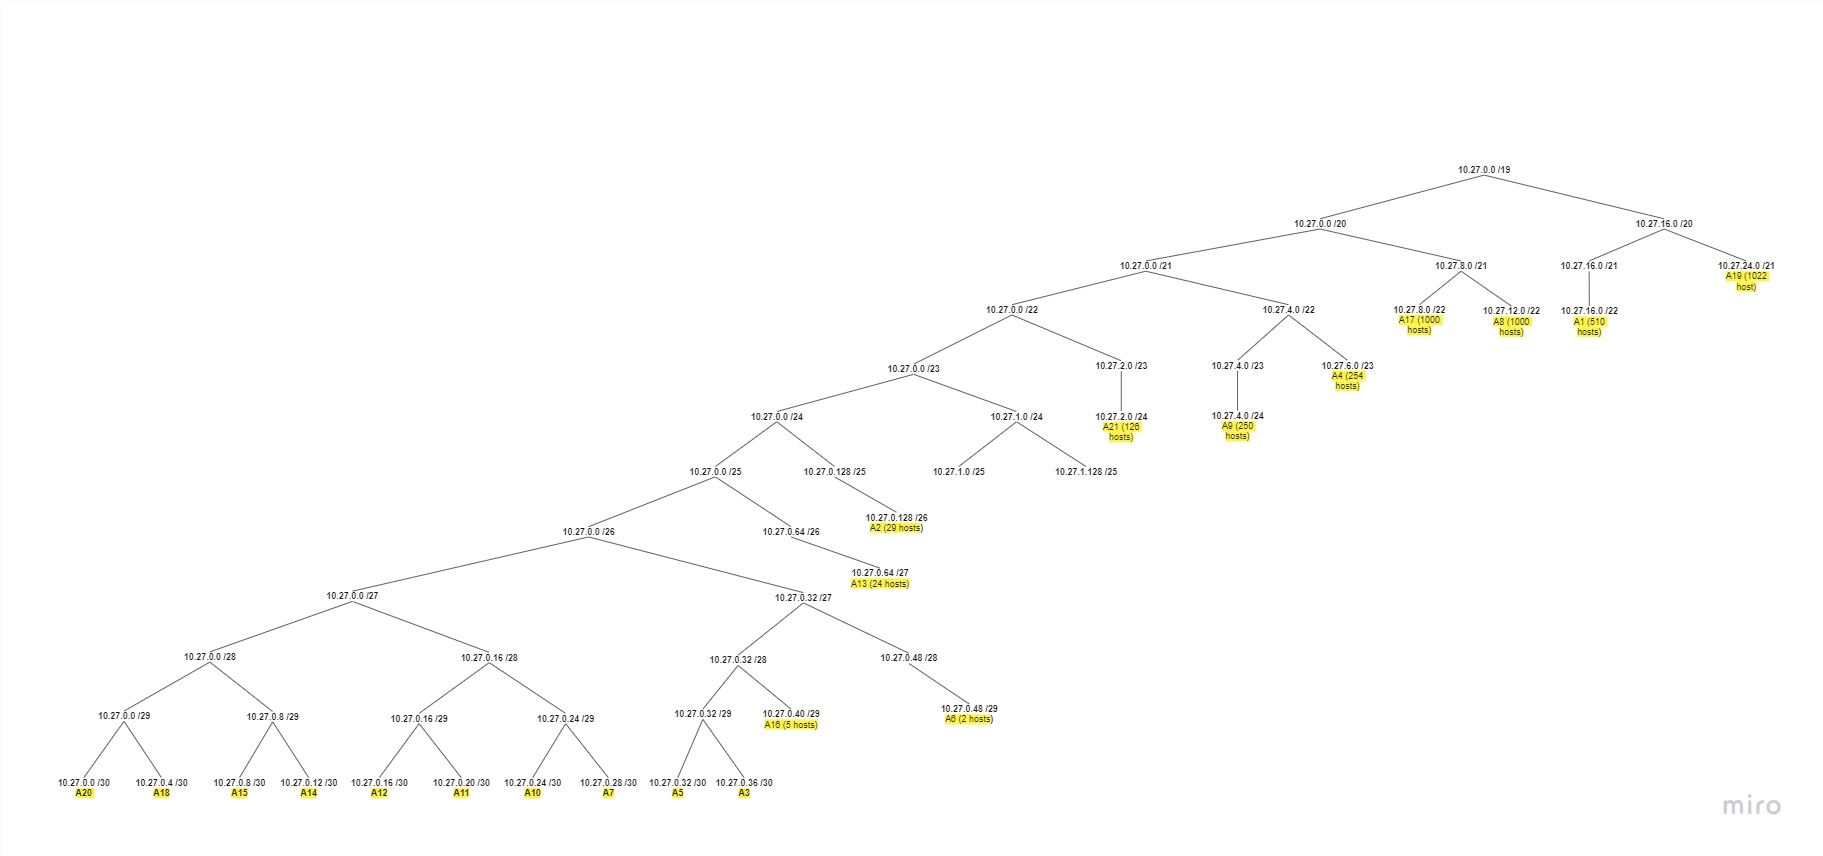 10.27.0.0 /19
10.27.0.0 /20
10.27.16.0 /20
10.27.0.0 /21
10.27.8.0 /21
10.27.16.0 /21
10.27.24.0 /21
A19 (1022
host)
10.27.0.0 /22
10.27.4.0 /22
10.27.8.0 /22
A17 (1000
hosts)
10.27.12.0 /22
A8 (1000
hosts)
10.27.16.0 /22
A1 (510
hosts)
10.27.0.0 /23
10.27.2.0 /23
10.27.4.0 /23
10.27.6.0 /23
A4 (254
hosts)
10.27.0.0 /24
10.27.1.0 /24
10.27.2.0 /24
A21 (126
hosts)
10.27.4.0 /24
A9 (250
hosts)
10.27.0.0 /25
10.27.0.128 /25
10.27.1.0 /25
10.27.1.128 /25
10.27.0.128 /26
A2 (29 hosts)
10.27.0.0 /26
10.27.0.64 /26
10.27.0.64 /27
A13 (24 hosts)
10.27.0.0 /27
10.27.0.32 /27
10.27.0.0 /28
10.27.0.16 /28
10.27.0.32 /28
10.27.0.48 /28
10.27.0.0 /29
10.27.0.8 /29
10.27.0.16 /29
10.27.0.24 /29
10.27.0.32 /29
10.27.0.40 /29
A16 (5 hosts)
10.27.0.48 /29
A6 (2 hosts)
10.27.0.0 /30
A20
10.27.0.4 /30
A18
10.27.0.8 /30
A15
10.27.0.12 /30
A14
10.27.0.16 /30
A12
10.27.0.20 /30
A11
10.27.0.24 /30
A10
10.27.0.28 /30
A7
10.27.0.32 /30
A5
10.27.0.36 /30
A3
miro